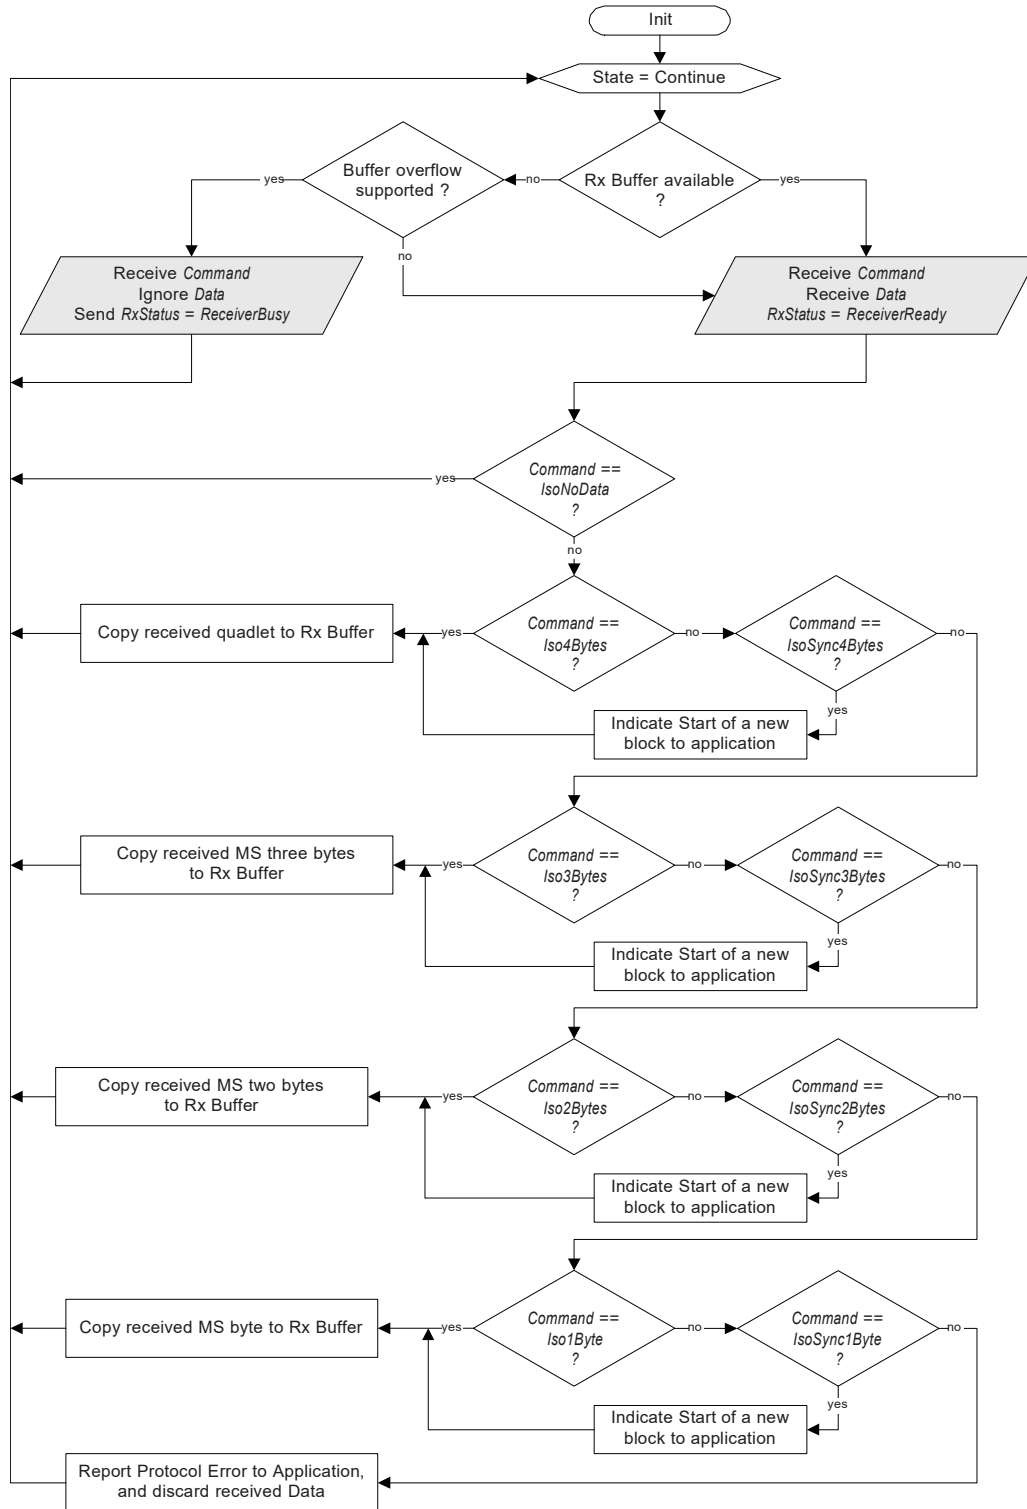 Init
State = Continue
Buffer overflow
supported ?
Rx Buffer available
?
yes
no
yes
no
Receive Command
Ignore Data
Send RxStatus = ReceiverBusy
Receive Command
Receive Data
RxStatus = ReceiverReady
Command ==
IsoNoData
?
yes
no
Copy received quadlet to Rx Buffer
yes
Command ==
Iso4Bytes
?
no
Command ==
IsoSync4Bytes
?
no
yes
Indicate Start of a new
block to application
Copy received MS three bytes
to Rx Buffer
yes
Command ==
Iso3Bytes
?
no
Command ==
IsoSync3Bytes
?
no
yes
Indicate Start of a new
block to application
Copy received MS two bytes
to Rx Buffer
yes
Command ==
Iso2Bytes
?
no
Command ==
IsoSync2Bytes
?
no
yes
Indicate Start of a new
block to application
Copy received MS byte to Rx Buffer
yes
Command ==
Iso1Byte
?
no
Command ==
IsoSync1Byte
?
no
yes
Indicate Start of a new
block to application
Report Protocol Error to Application,
and discard received Data